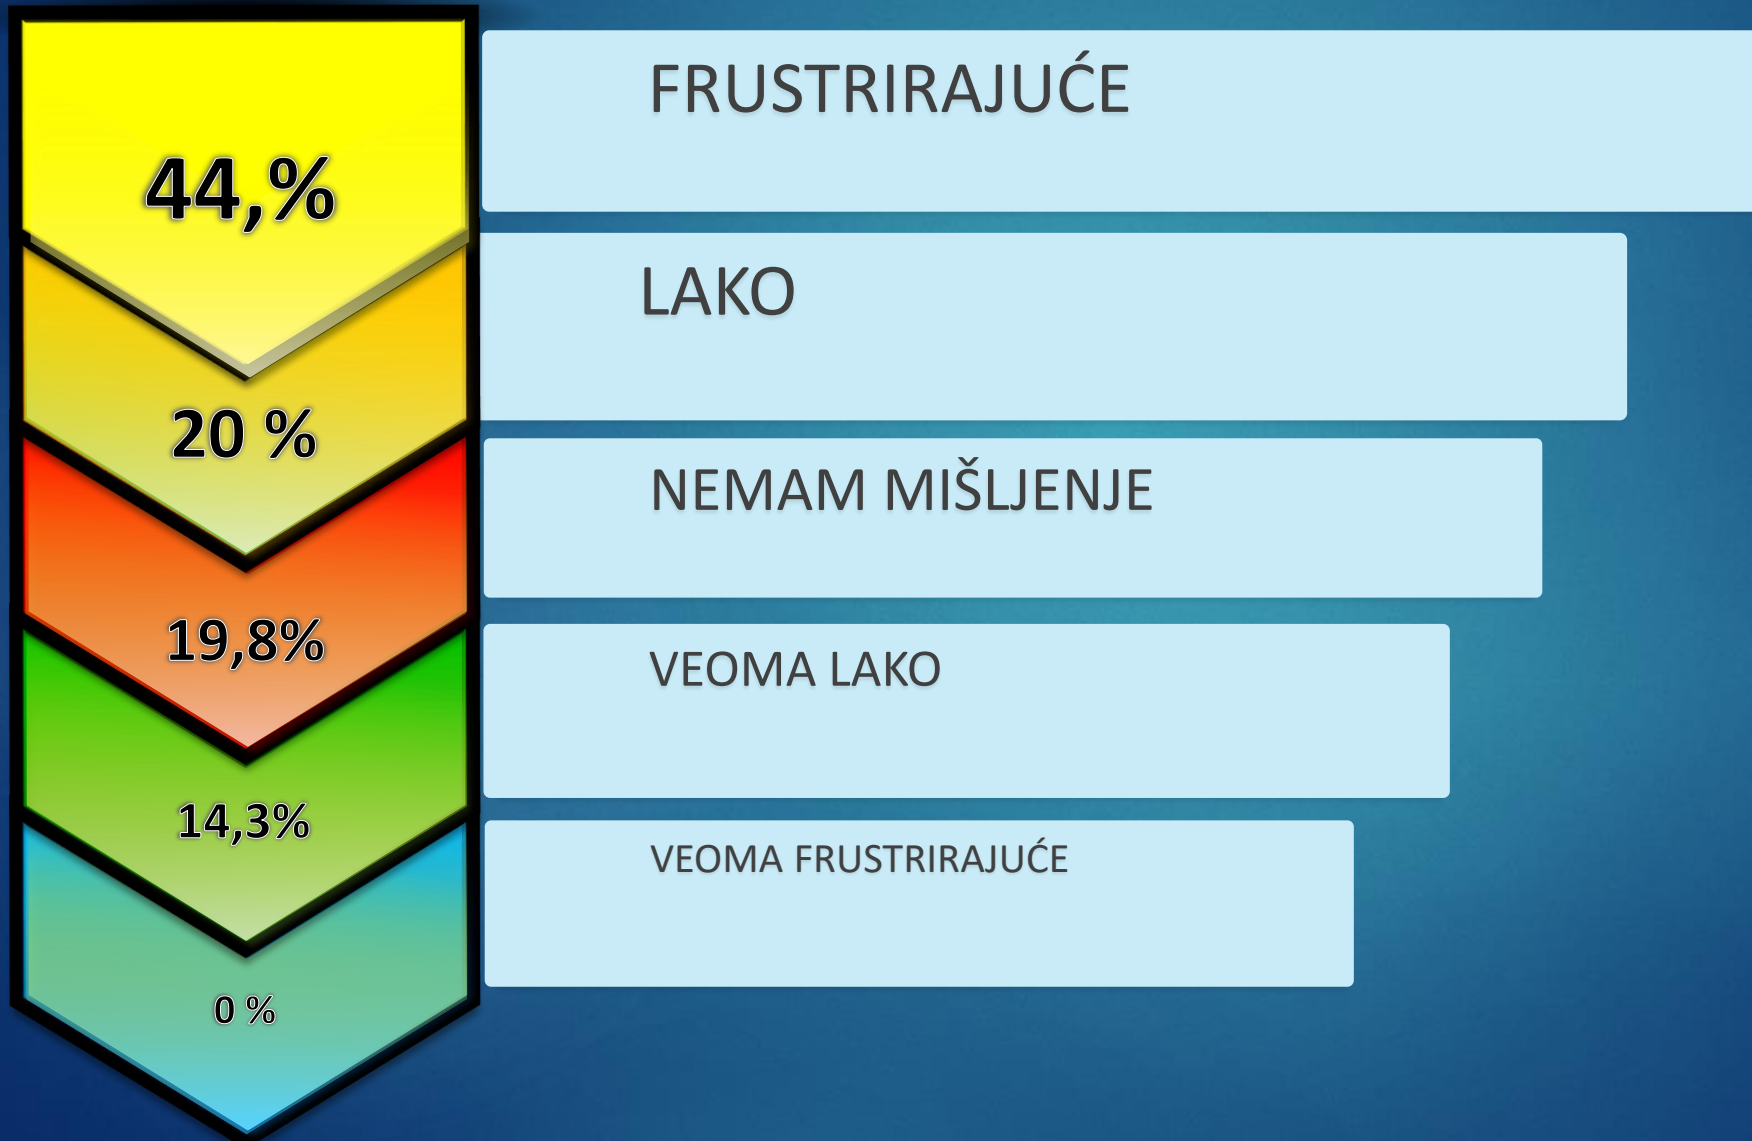 44,%
FRUSTRIRAJUĆE
20 %
LAKO
19,8%
NEMAM MIŠLJENJE
14,3%
VEOMA LAKO
0 %
VEOMA FRUSTRIRAJUĆE